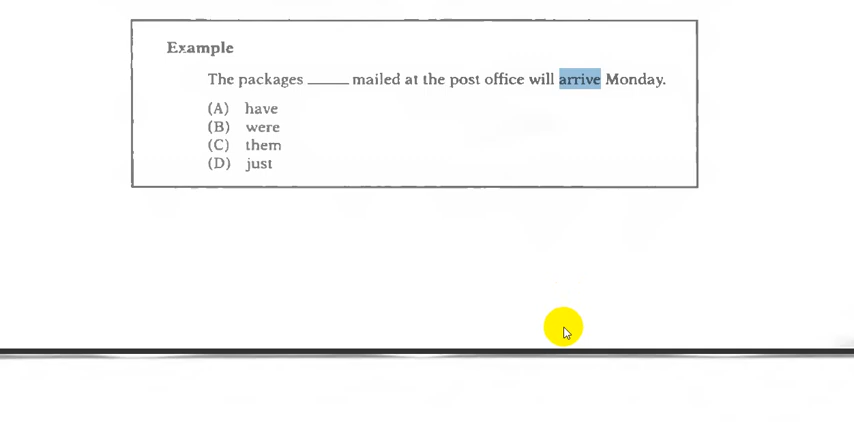 Example
The packages _____ mailed at the post office will arrive Monday.
(A) have
(B) were
(C) them
(D) just